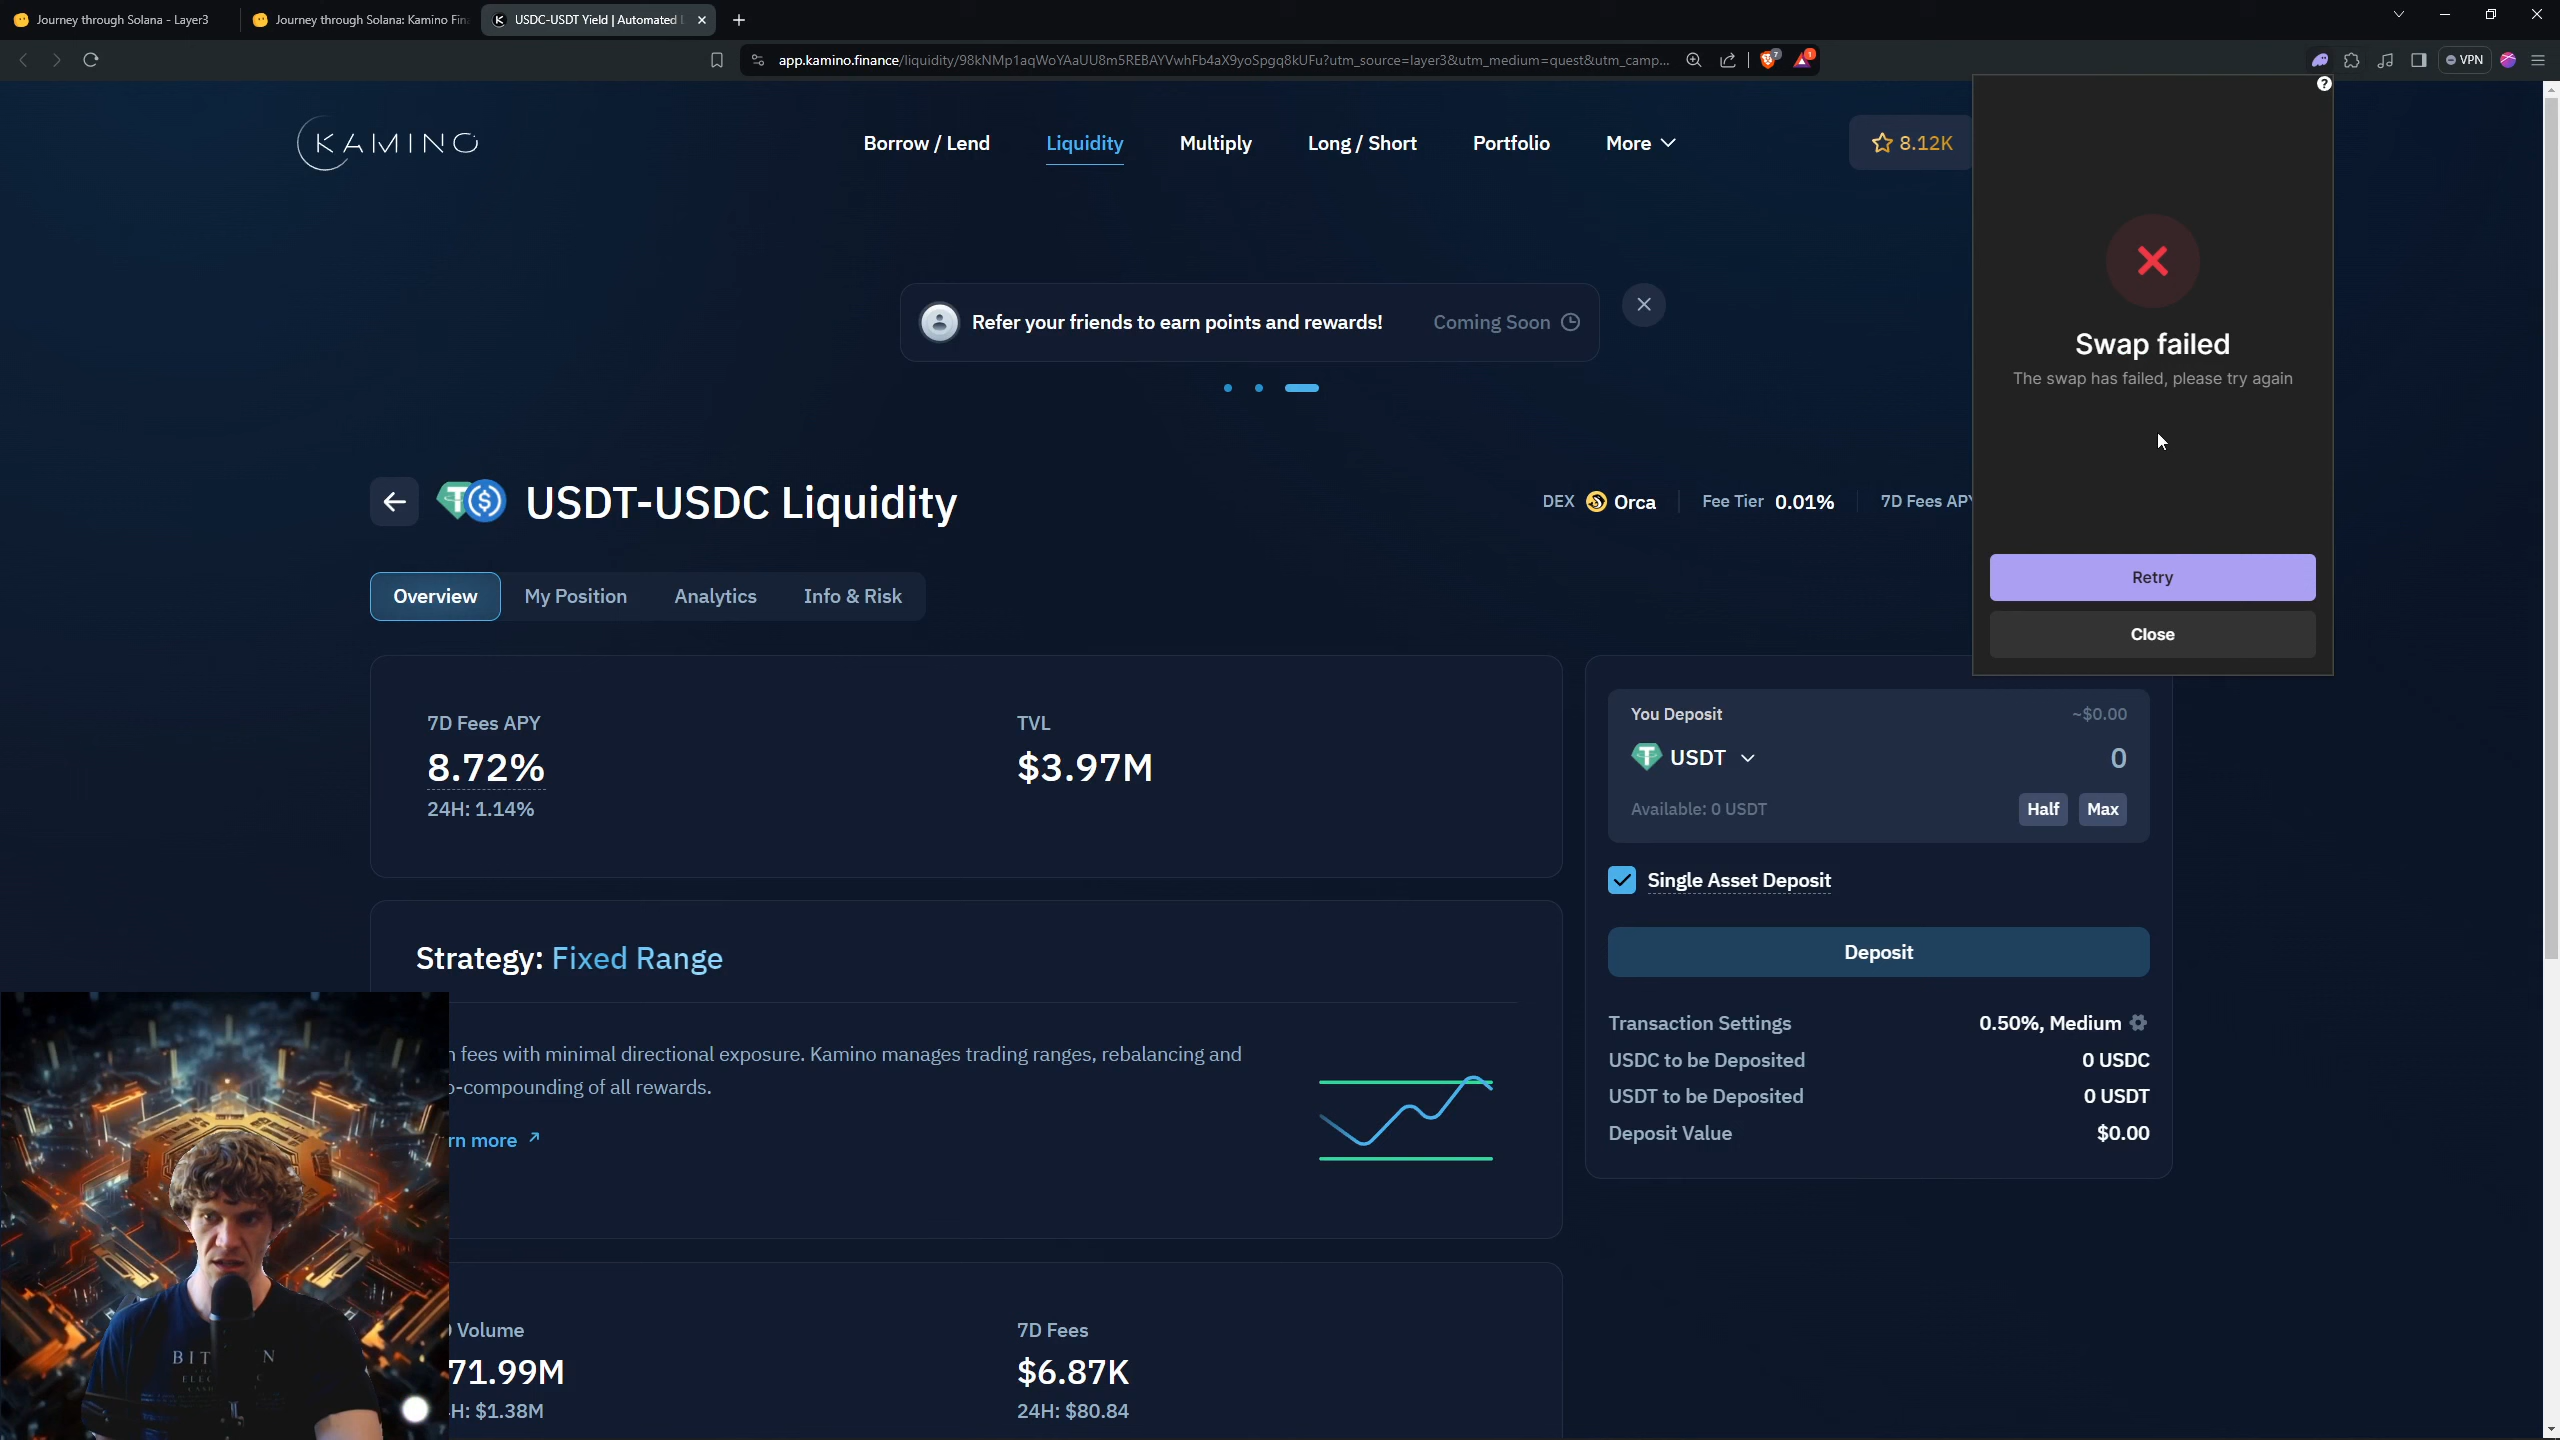 Journey through Solana - Layer3
Journey through Solana: Kamino Fin
USDC-USDT Yield | Automated
app.kamino.finance/liquidity/98kNMp1aqWoYAaUU8m5REBAYVwhFb4aX9yoSpgq8kUFu?utm_source=layer3&utm_medium=quest&utm_camp...
7
1
VPN
KAMINO
Borrow / Lend
Liquidity
Multiply
Long / Short
Portfolio
More
8.12K
?
Swap failed
The swap has failed, please try again
Retry
Close
Refer your friends to earn points and rewards!
Coming Soon
USDT-USDC Liquidity
DEX Orca
Fee Tier 0.01%
7D Fees APY
Overview
My Position
Analytics
Info & Risk
7D Fees APY
8.72%
24H: 1.14%
TVL
$3.97M
You Deposit
~$0.00
USDT
0
Available: 0 USDT
Half
Max
Single Asset Deposit
Deposit
Transaction Settings
0.50%, Medium
USDC to be Deposited
0 USDC
USDT to be Deposited
0 USDT
Deposit Value
$0.00
Strategy: Fixed Range
n fees with minimal directional exposure. Kamino manages trading ranges, rebalancing and
o-compounding of all rewards.
rn more
Volume
71.99M
H: $1.38M
7D Fees
$6.87K
24H: $80.84
BIT N